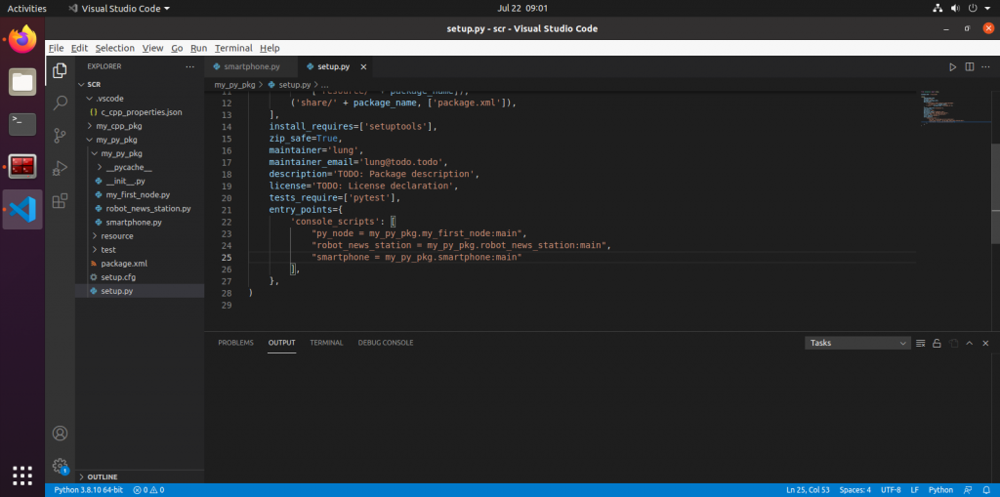 Activities
Visual Studio Code
Jul 22 09:01
setup.py - scr - Visual Studio Code
File Edit Selection View Go Run Terminal Help
EXPLORER
SCR
.vscode
{} c_cpp_properties.json
my_cpp_pkg
my_py_pkg
my_py_pkg
__pycache__
__init__.py
my_first_node.py
robot_news_station.py
smartphone.py
resource
test
package.xml
setup.cfg
setup.py
OUTLINE
smartphone.py
setup.py
my_py_pkg > setup.py > ...
12 ('share/' + package_name, ['package.xml']),
13 ],
14 install_requires=['setuptools'],
15 zip_safe=True,
16 maintainer='lung',
17 maintainer_email='lung@todo.todo',
18 description='TODO: Package description',
19 license='TODO: License declaration',
20 tests_require=['pytest'],
21 entry_points={
22 'console_scripts': [
23 "py_node = my_py_pkg.my_first_node:main",
24 "robot_news_station = my_py_pkg.robot_news_station:main",
25 "smartphone = my_py_pkg.smartphone:main"
26 ],
27 },
28 )
29
PROBLEMS OUTPUT TERMINAL DEBUG CONSOLE
Tasks
1
Python 3.8.10 64-bit 0 0
Ln 25, Col 53 Spaces: 4 UTF-8 LF Python